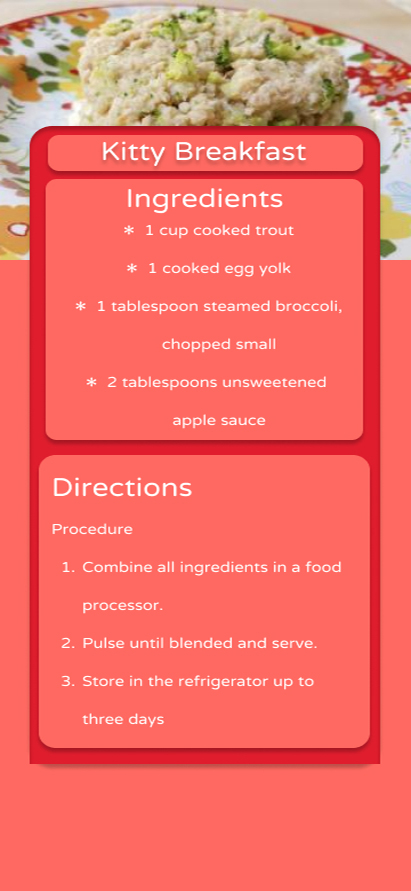 Kitty Breakfast
Ingredients
* 1 cup cooked trout
* 1 cooked egg yolk
* 1 tablespoon steamed broccoli,
chopped small
* 2 tablespoons unsweetened
apple sauce
Directions
Procedure
1. Combine all ingredients in a food
processor.
2. Pulse until blended and serve.
3. Store in the refrigerator up to
three days